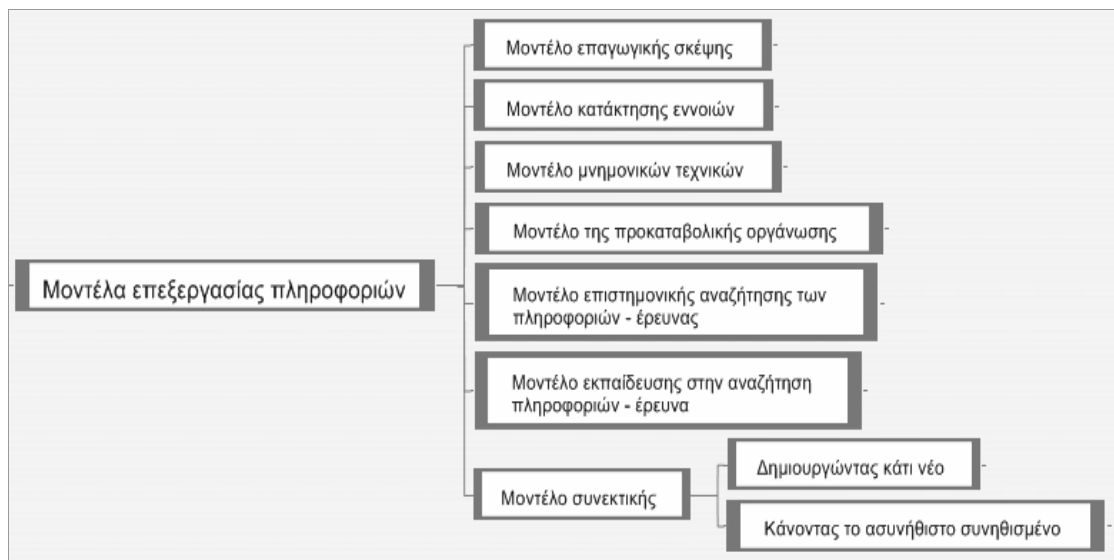 Μοντέλο επαγωγικής σκέψης
Μοντέλο κατάκτησης εννοιών
Μοντέλο μνημονικών τεχνικών
Μοντέλο της προκαταβολικής οργάνωσης
Μοντέλα επεξεργασίας πληροφοριών
Μοντέλο επιστημονικής αναζήτησης των
πληροφοριών - έρευνας
Μοντέλο εκπαίδευσης στην αναζήτηση
πληροφοριών - έρευνα
Μοντέλο συνεκτικής
Δημιουργώντας κάτι νέο
Κάνοντας το ασυνήθιστο συνηθισμένο